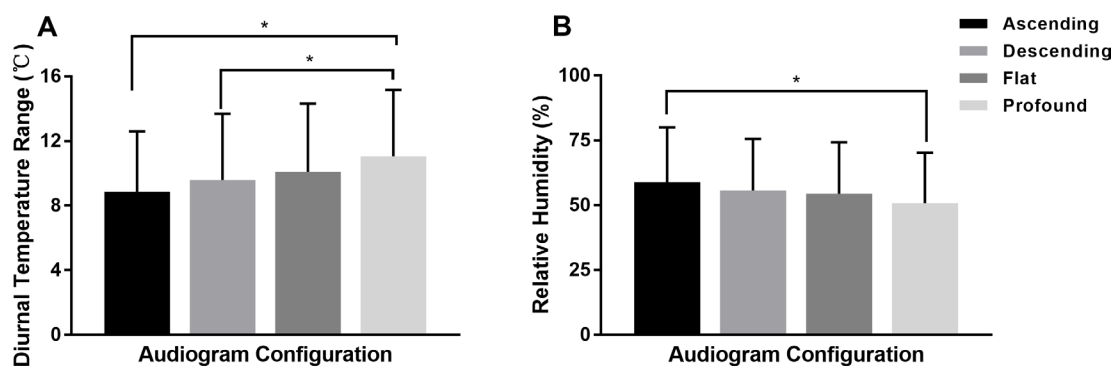 A
Diurnal Temperature Range (℃)
16
12
8
4
0
*
*
Audiogram Configuration
B
Relative Humidity (%)
100
75
50
25
0
*
Audiogram Configuration
Ascending
Descending
Flat
Profound